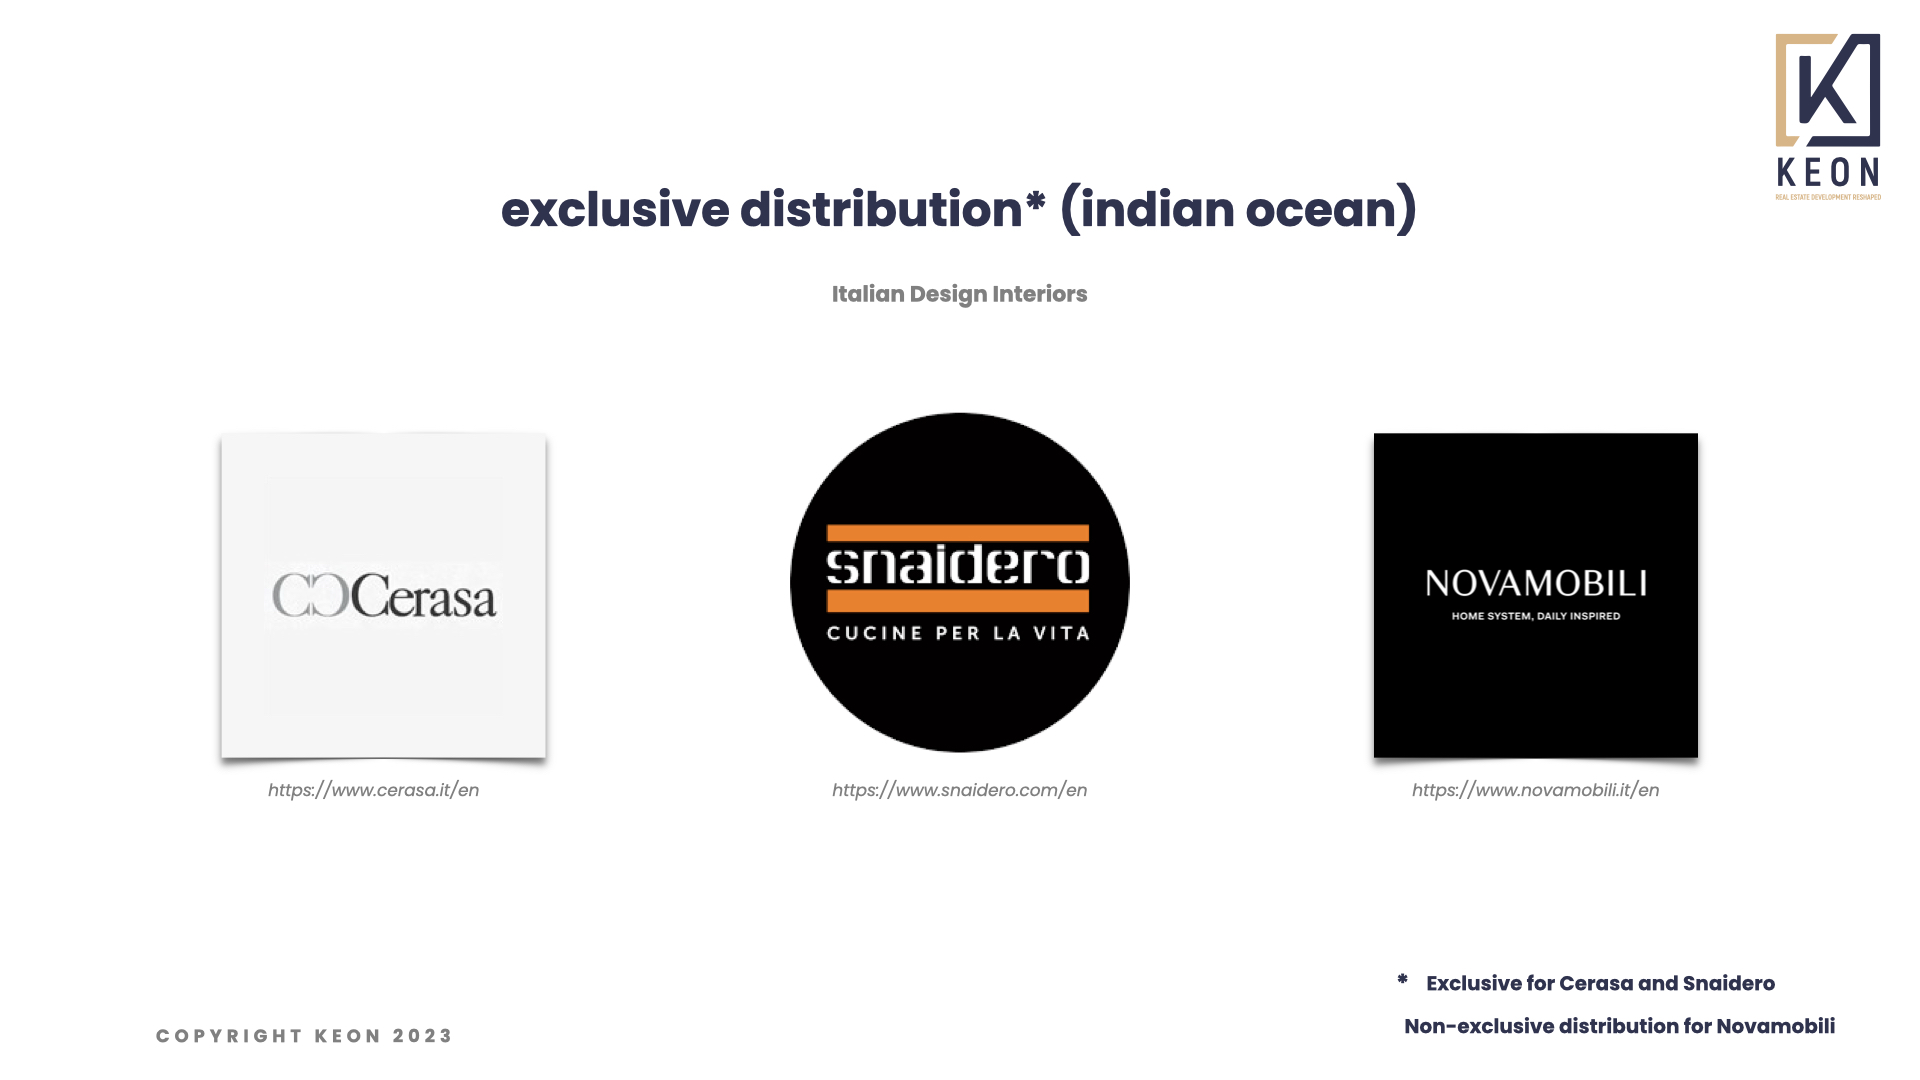 KEON
REAL ESTATE DEVELOPMENT RESHAPED
exclusive distribution* (indian ocean)
Italian Design Interiors
Cerasa
snaidero
CUCINE PER LA VITA
NOVAMOBILI
HOME SYSTEM, DAILY INSPIRED
https://www.cerasa.it/en
https://www.snaidero.com/en
https://www.novamobili.it/en
* Exclusive for Cerasa and Snaidero
Non-exclusive distribution for Novamobili
COPYRIGHT KEON 2023